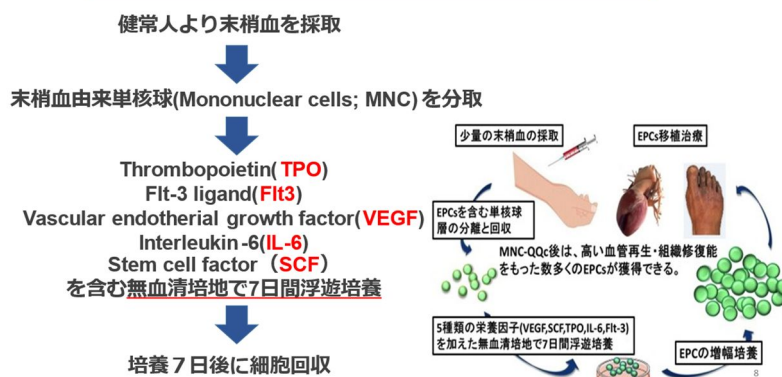 健常人より末梢血を採取
末梢血由来単核球(Mononuclear cells; MNC) を分取
Thrombopoietin(TPO)
Flt-3 ligand(Flt3)
Vascular endotherial growth factor(VEGF)
Interleukin-6(IL-6)
Stem cell factor（SCF）
を含む無血清培地で7日間浮遊培養
培養７日後に細胞回収
少量の末梢血の採取
EPCs移植治療
EPCsを含む単核球
層の分離と回収
MNC-QQc後は、高い血管再生・組織修復能
をもった数多くのEPCsが獲得できる。
5種類の栄養因子(VEGF,SCF,TPO,IL-6,Flt-3)
を加えた無血清培地で7日間浮遊培養
EPCの増幅培養
8